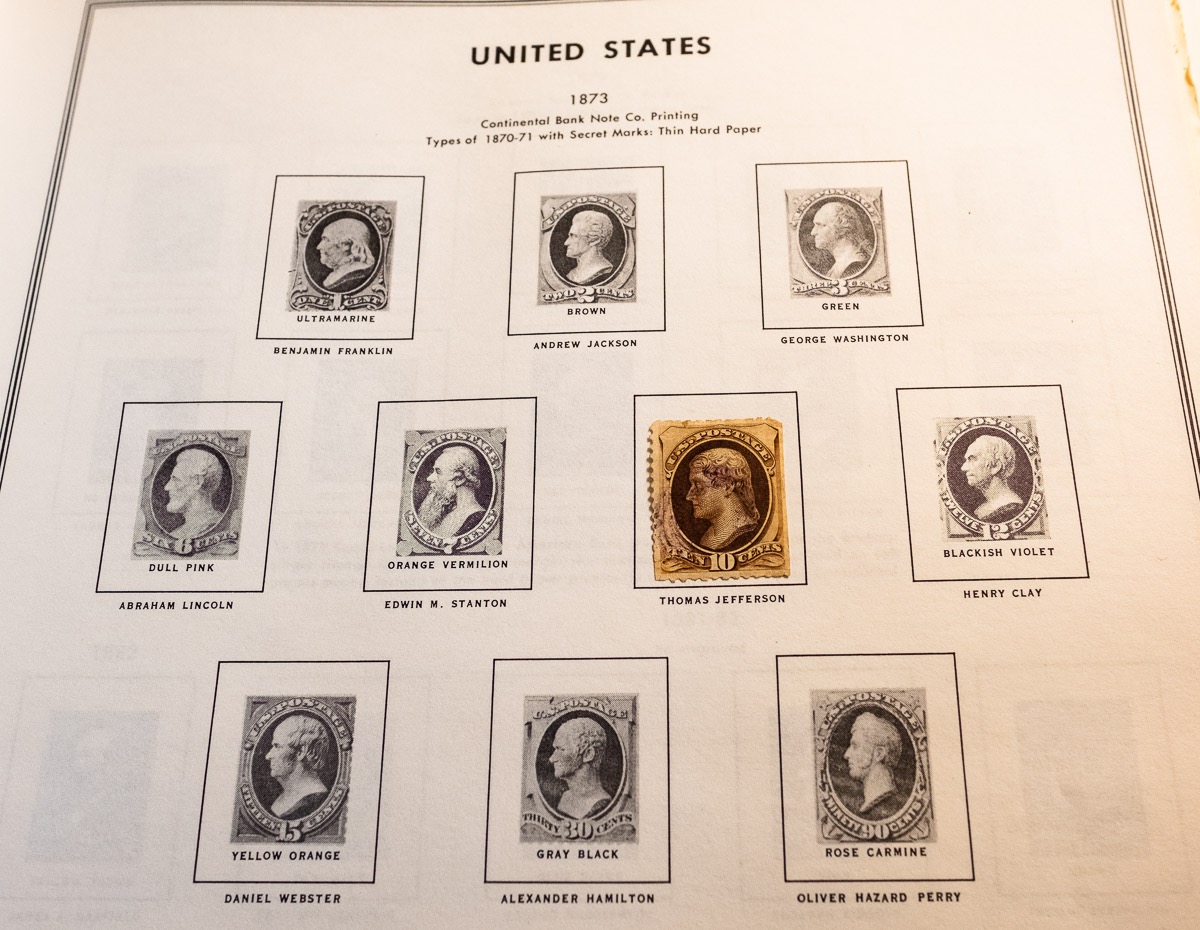 UNITED STATES
1873
Continental Bank Note Co. Printing
Types of 1870-71 with Secret Marks: Thin Hard Paper
U.S. POSTAGE
ONE 1 CENT
ULTRAMARINE
BENJAMIN FRANKLIN
U.S. POSTAGE
TWO 2 CENTS
BROWN
ANDREW JACKSON
U.S. POSTAGE
THREE 3 CENTS
GREEN
GEORGE WASHINGTON
U.S. POSTAGE
SIX 6 CENTS
DULL PINK
ABRAHAM LINCOLN
U.S. POSTAGE
SEVEN 7 CENTS
ORANGE VERMILION
EDWIN M. STANTON
U.S. POSTAGE
TEN 10 CENTS
THOMAS JEFFERSON
U.S. POSTAGE
TWELVE 12 CENTS
BLACKISH VIOLET
HENRY CLAY
U.S. POSTAGE
FIFTEEN 15 CENTS
YELLOW ORANGE
DANIEL WEBSTER
U.S. POSTAGE
THIRTY 30 CENTS
GRAY BLACK
ALEXANDER HAMILTON
U.S. POSTAGE
NINETY 90 CENTS
ROSE CARMINE
OLIVER HAZARD PERRY